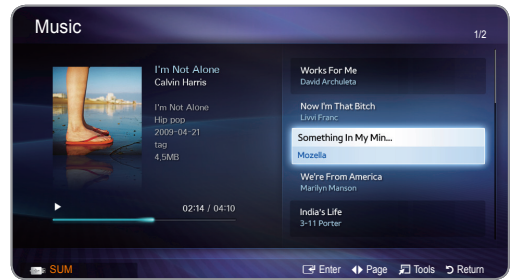 Music
1/2
I'm Not Alone
Calvin Harris
I'm Not Alone
Hip pop
2009-04-21
tag
4,5MB
02:14 / 04:10
Works For Me
David Archuleta
Now I'm That Bitch
Livvi Franc
Something In My Min...
Mozella
We're From America
Marilyn Manson
India's Life
3-11 Porter
SUM
Enter Page Tools Return